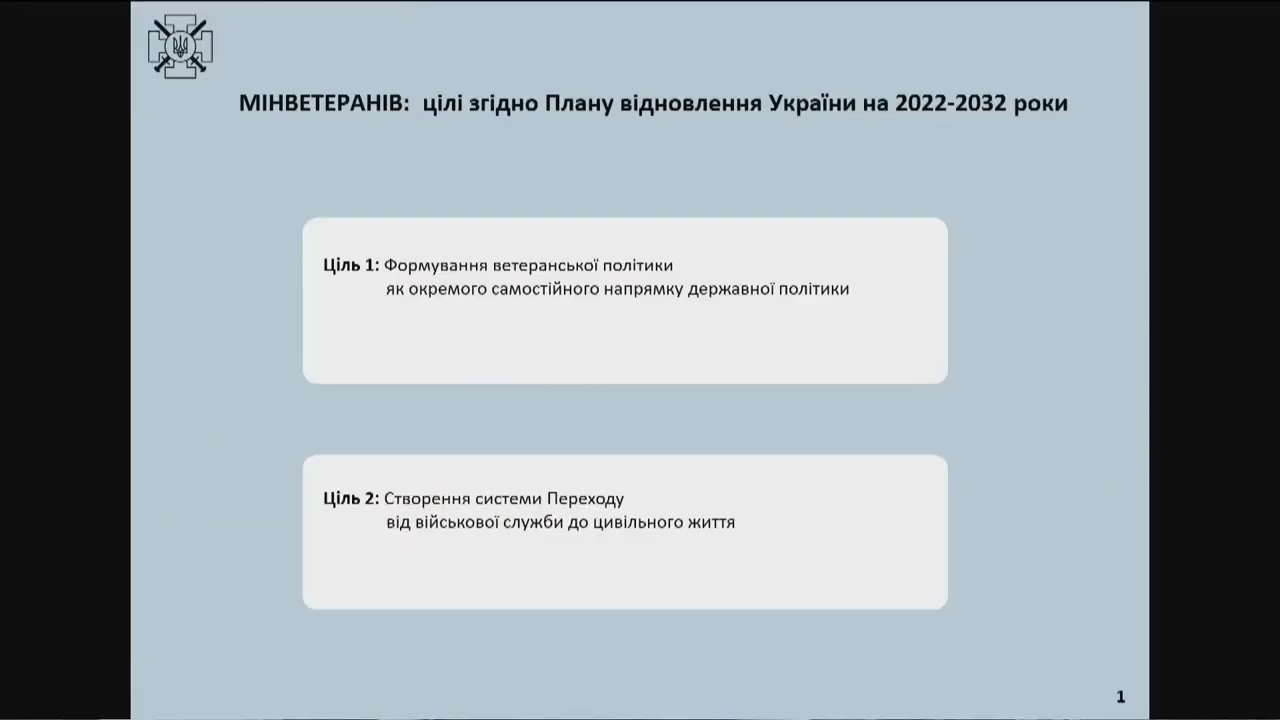 МІНВЕТЕРАНІВ: цілі згідно Плану відновлення України на 2022-2032 роки
Ціль 1: Формування ветеранської політики
як окремого самостійного напрямку державної політики
Ціль 2: Створення системи Переходу
від військової служби до цивільного життя
1